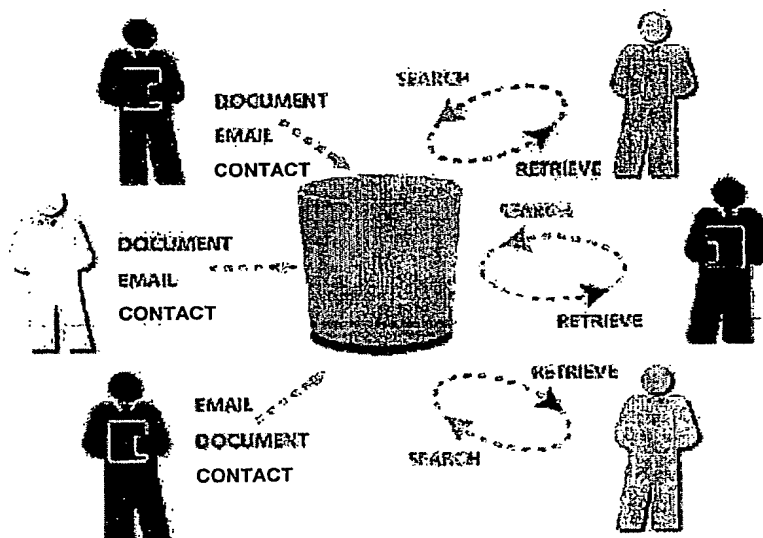 SEARCH
DOCUMENT
EMAIL
CONTACT
RETRIEVE
SEARCH
DOCUMENT
EMAIL
CONTACT
RETRIEVE
RETRIEVE
EMAIL
DOCUMENT
CONTACT
SEARCH